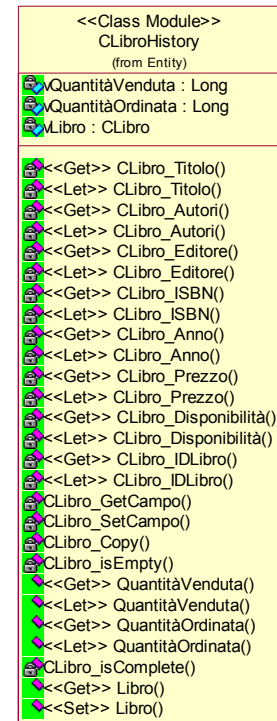 <<Class Module>>
CLibroHistory
(from Entity)
vQuantitàVenduta : Long
vQuantitàOrdinata : Long
vLibro : CLibro
<<Get>> CLibro_Titolo()
<<Let>> CLibro_Titolo()
<<Get>> CLibro_Autori()
<<Let>> CLibro_Autori()
<<Get>> CLibro_Editore()
<<Let>> CLibro_Editore()
<<Get>> CLibro_ISBN()
<<Let>> CLibro_ISBN()
<<Get>> CLibro_Anno()
<<Let>> CLibro_Anno()
<<Get>> CLibro_Prezzo()
<<Let>> CLibro_Prezzo()
<<Get>> CLibro_Disponibilità()
<<Let>> CLibro_Disponibilità()
<<Get>> CLibro_IDLibro()
<<Let>> CLibro_IDLibro()
CLibro_GetCampo()
CLibro_SetCampo()
CLibro_Copy()
CLibro_isEmpty()
<<Get>> QuantitàVenduta()
<<Let>> QuantitàVenduta()
<<Get>> QuantitàOrdinata()
<<Let>> QuantitàOrdinata()
CLibro_isComplete()
<<Get>> Libro()
<<Set>> Libro()